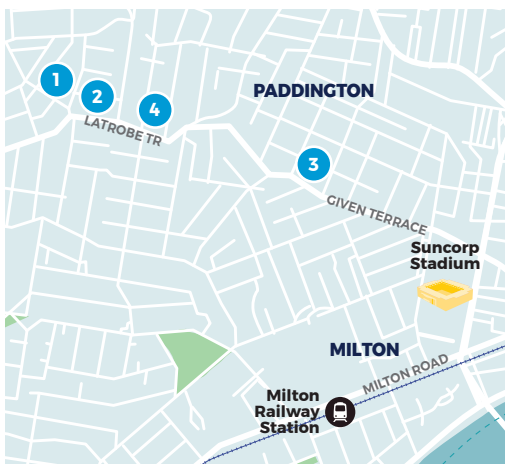 1
2
4
PADDINGTON
LATROBE TR
3
GIVEN TERRACE
Suncorp
Stadium
MILTON
MILTON ROAD
Milton
Railway
Station